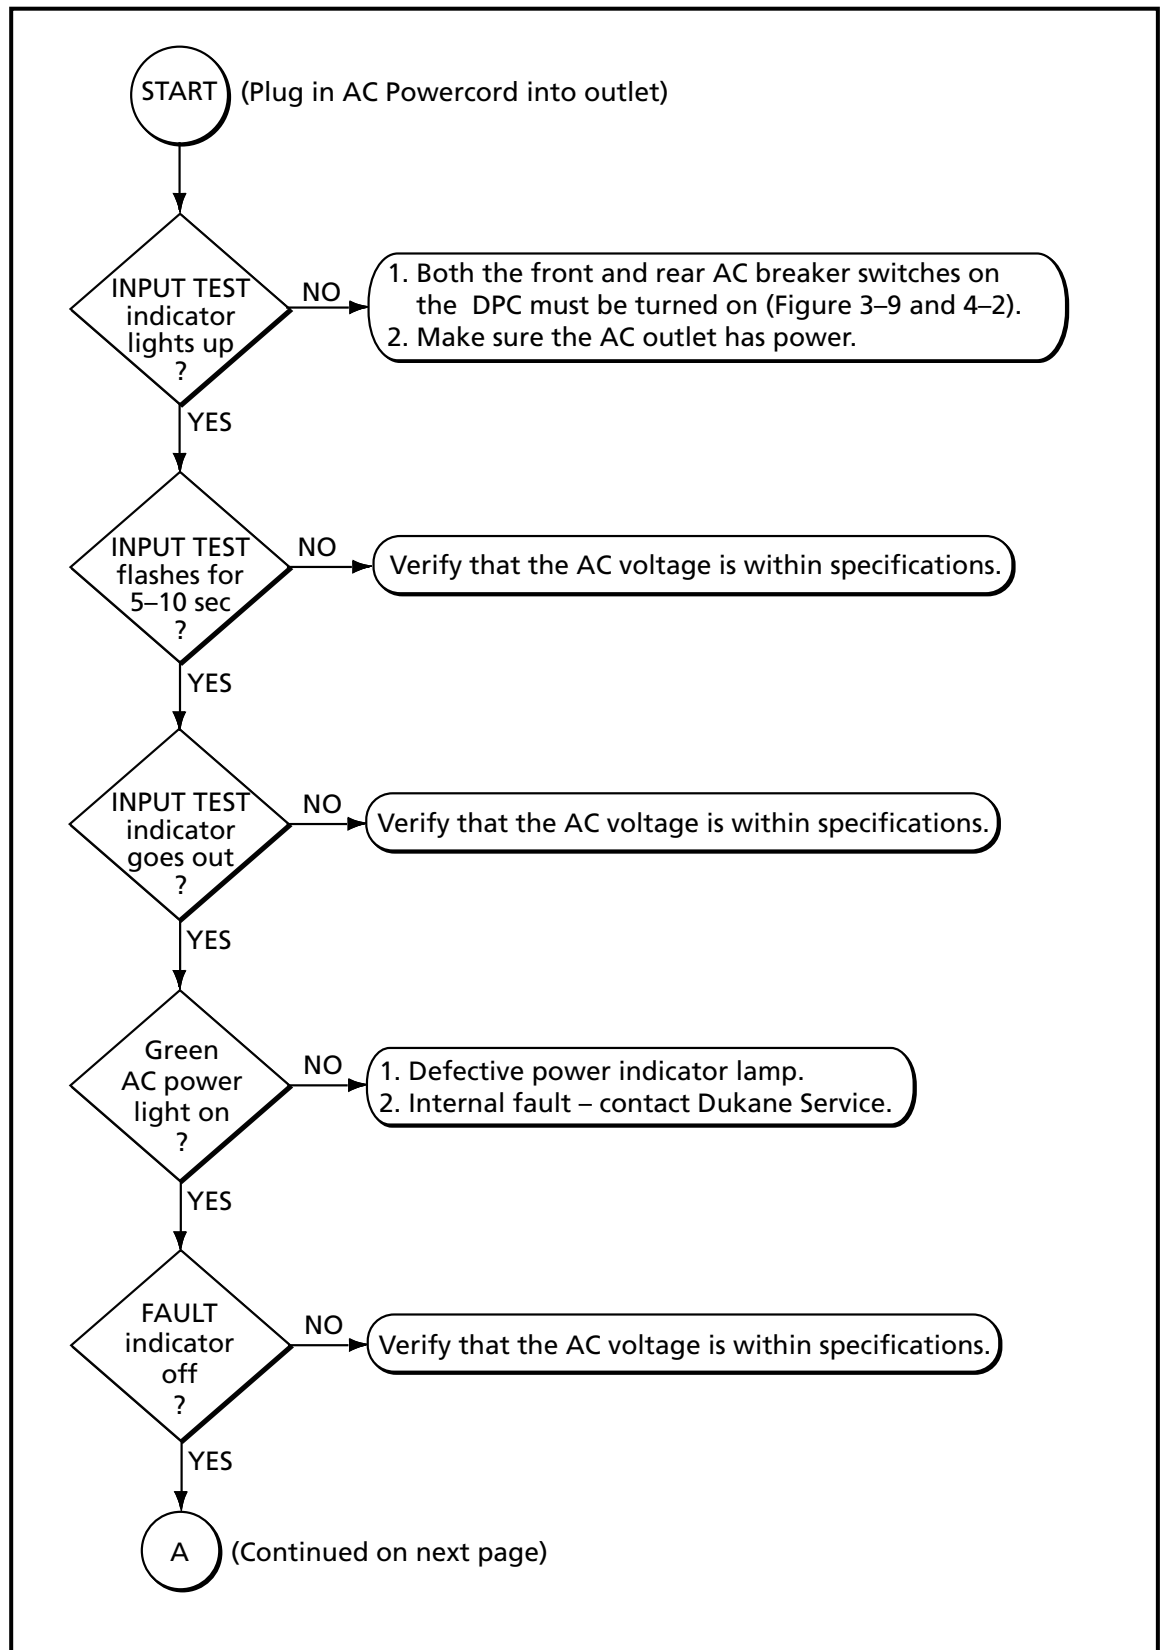 START
(Plug in AC Powercord into outlet)
INPUT TEST
indicator
lights up
?
NO
1. Both the front and rear AC breaker switches on
the DPC must be turned on (Figure 3–9 and 4–2).
2. Make sure the AC outlet has power.
YES
INPUT TEST
flashes for
5–10 sec
?
NO
Verify that the AC voltage is within specifications.
YES
INPUT TEST
indicator
goes out
?
NO
Verify that the AC voltage is within specifications.
YES
Green
AC power
light on
?
NO
1. Defective power indicator lamp.
2. Internal fault – contact Dukane Service.
YES
FAULT
indicator
off
?
NO
Verify that the AC voltage is within specifications.
YES
A
(Continued on next page)